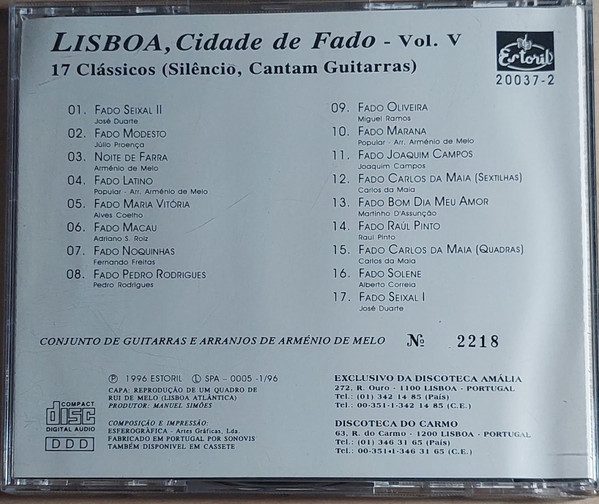 LISBOA, Cidade de Fado - Vol. V
17 Clássicos (Silêncio, Cantam Guitarras)
Estoril
20037-2
01. FADO SEIXAL II
José Duarte
02. FADO MODESTO
Júlio Proença
03. NOITE DE FARRA
Arménio de Melo
04. FADO LATINO
Popular - Arr. Arménio de Melo
05. FADO MARIA VITÓRIA
Alves Coelho
06. FADO MACAU
Adriano S. Roiz
07. FADO NOQUINHAS
Fernando Freitas
08. FADO PEDRO RODRIGUES
Pedro Rodrigues
09. FADO OLIVEIRA
Miguel Ramos
10. FADO MARANA
Popular - Arr. Arménio de Melo
11. FADO JOAQUIM CAMPOS
Joaquim Campos
12. FADO CARLOS DA MAIA (SEXTILHAS)
Carlos da Maia
13. FADO BOM DIA MEU AMOR
Martinho D'Assunção
14. FADO RAÚL PINTO
Raul Pinto
15. FADO CARLOS DA MAIA (QUADRAS)
Carlos da Maia
16. FADO SOLENE
Alberto Correia
17. FADO SEIXAL I
José Duarte
CONJUNTO DE GUITARRAS E ARRANJOS DE ARMÉNIO DE MELO № 2218
Ⓟ 1996 ESTORIL Ⓛ SPA - 0005 -1/96
CAPA: REPRODUÇÃO DE UM QUADRO DE
RUI DE MELO (LISBOA ATLÂNTICA)
PRODUTOR: MANUEL SIMÕES
COMPOSIÇÃO E IMPRESSÃO:
ESFEROGRÁFICA - Artes Gráficas, Lda.
FABRICADO EM PORTUGAL POR SONOVIS
TAMBÉM DISPONIVEL EM CASSETE
COMPACT
disc
DIGITAL AUDIO
DDD
EXCLUSIVO DA DISCOTECA AMÁLIA
272, R. Ouro - 1100 LISBOA - PORTUGAL
Tel.: (01) 342 14 85 (País)
Tel.: 00-351-1-342 14 85 (C.E.)
DISCOTECA DO CARMO
63, R. do Carmo - 1200 LISBOA - PORTUGAL
Tel.: (01) 346 31 65 (País)
Tel.: 00-351-1-346 31 65 (C.E.)